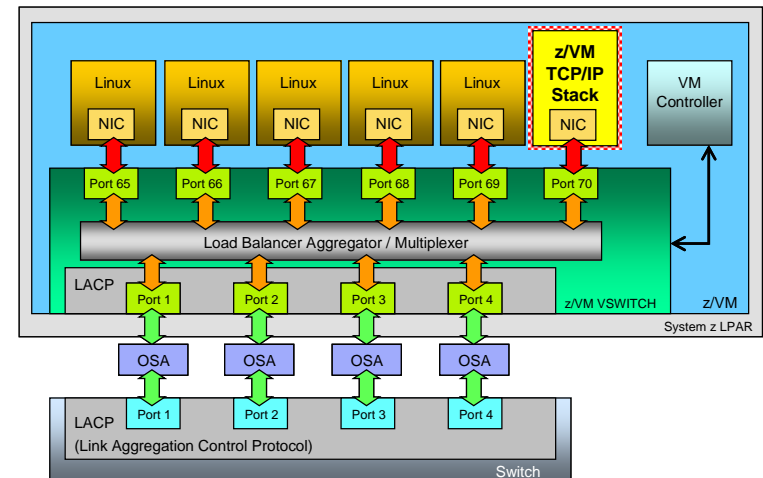 Linux
Linux
Linux
Linux
Linux
z/VM
TCP/IP
Stack
VM
Controller
NIC
NIC
NIC
NIC
NIC
NIC
Port 65
Port 66
Port 67
Port 68
Port 69
Port 70
Load Balancer Aggregator / Multiplexer
LACP
Port 1
Port 2
Port 3
Port 4
z/VM VSWITCH
z/VM
System z LPAR
OSA
OSA
OSA
OSA
LACP
Port 1
Port 2
Port 3
Port 4
(Link Aggregation Control Protocol)
Switch